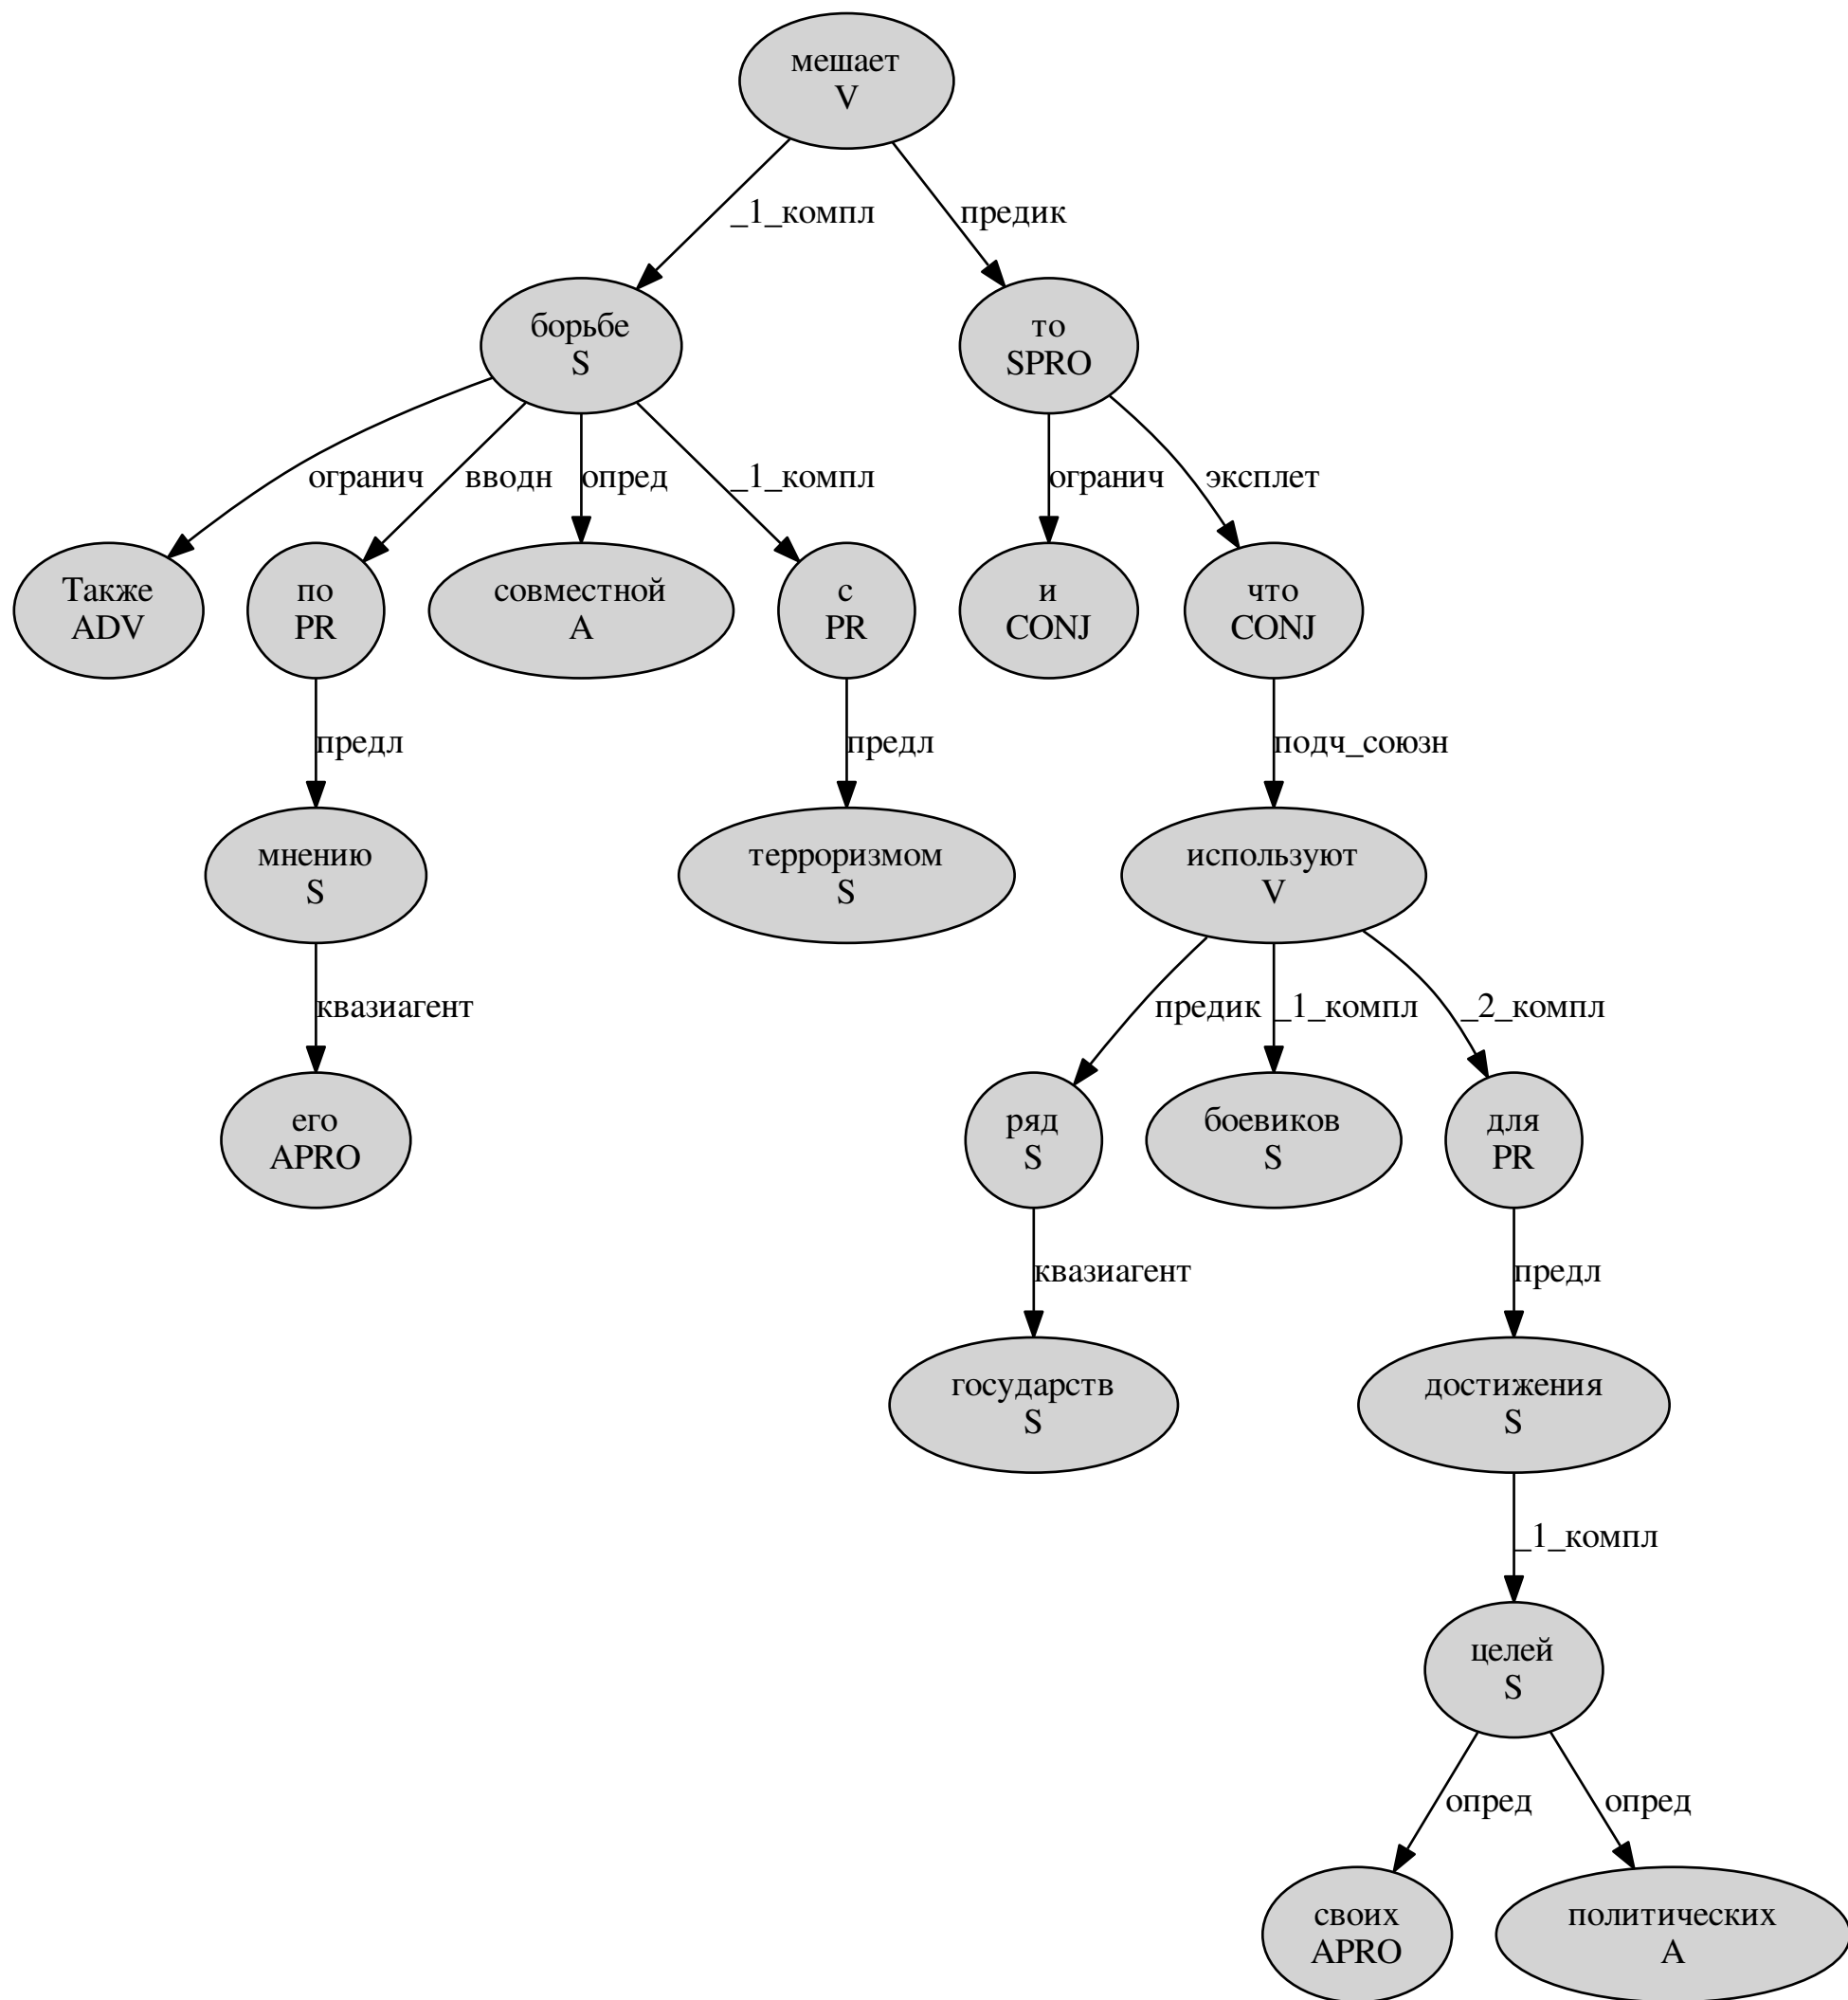 мешает
V
_1_компл
предик
борьбе
S
то
SPRO
огранич
вводн
опред
_1_компл
огранич
эксплет
Также
ADV
по
PR
совместной
A
с
PR
и
CONJ
что
CONJ
предл
предл
подч_союзн
мнению
S
терроризмом
S
используют
V
квазиагент
предик
_1_компл
_2_компл
его
APRO
ряд
S
боевиков
S
для
PR
квазиагент
предл
государств
S
достижения
S
_1_компл
целей
S
опред
опред
своих
APRO
политических
A